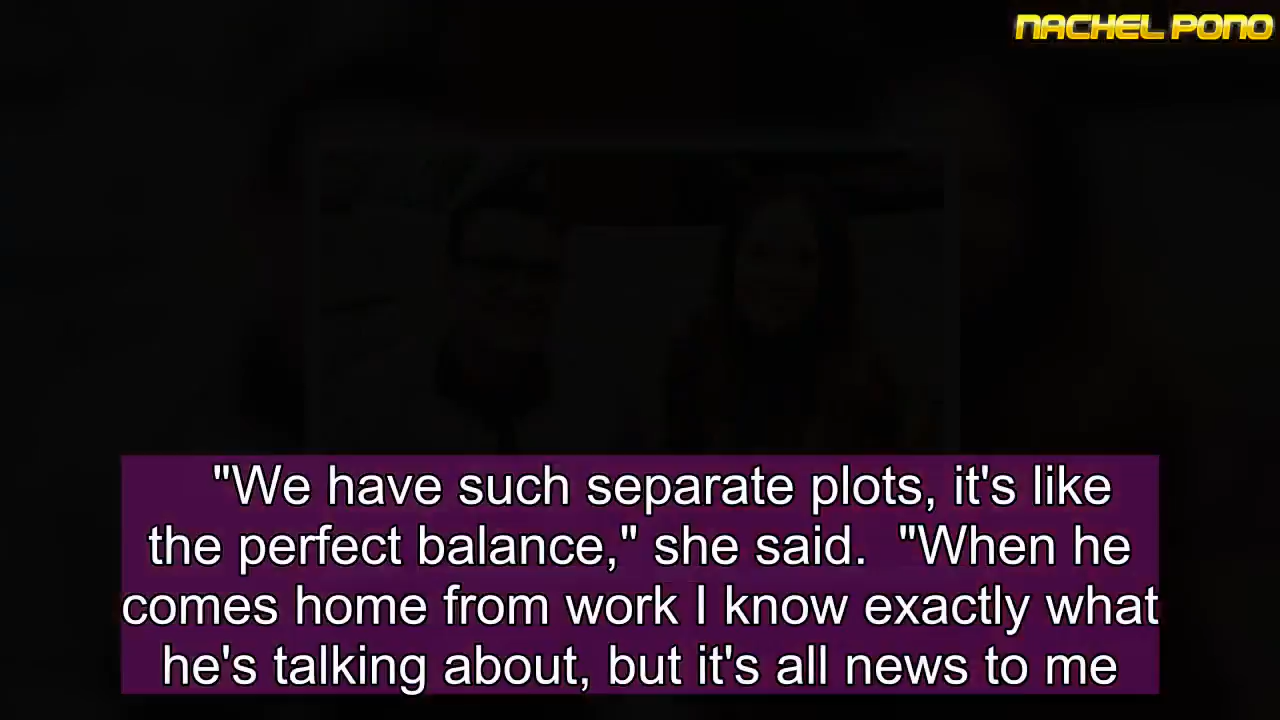 NACHEL PONO
"We have such separate plots, it's like
the perfect balance," she said.  "When he
comes home from work I know exactly what
he's talking about, but it's all news to me